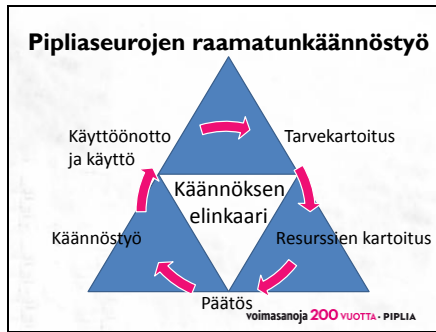 Pipliaseurojen raamatunkäännöstyö
Käyttöönotto
ja käyttö
Tarvekartoitus
Käännöksen
elinkaari
Käännöstyö
Resurssien kartoitus
Päätös
voimasanoja 200 VUOTTA · PIPLIA